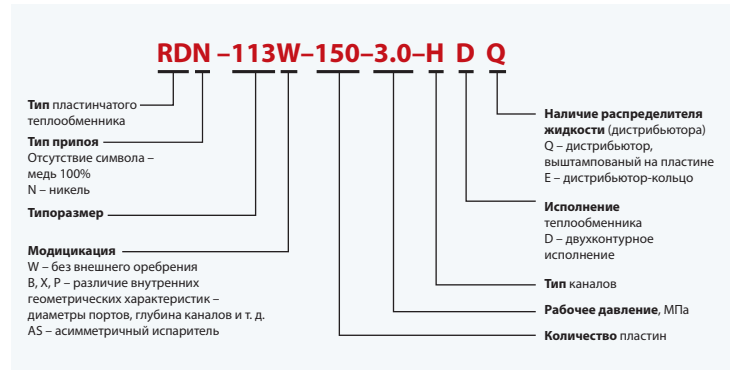 RDN –113W–150–3.0–H D Q
Тип пластинчатого
теплообменника
Тип припоя
Отсутствие символа –
медь 100%
N – никель
Типоразмер
Модицикация
W – без внешнего оребрения
B, X, P – различие внутренних
геометрических характеристик –
диаметры портов, глубина каналов и т. д.
AS – асимметричный испаритель
Наличие распределителя
жидкости (дистрибьютора)
Q – дистрибьютор,
выштампованый на пластине
E – дистрибьютор-кольцо
Исполнение
теплообменника
D – двухконтурное
исполнение
Тип каналов
Рабочее давление, МПа
Количество пластин